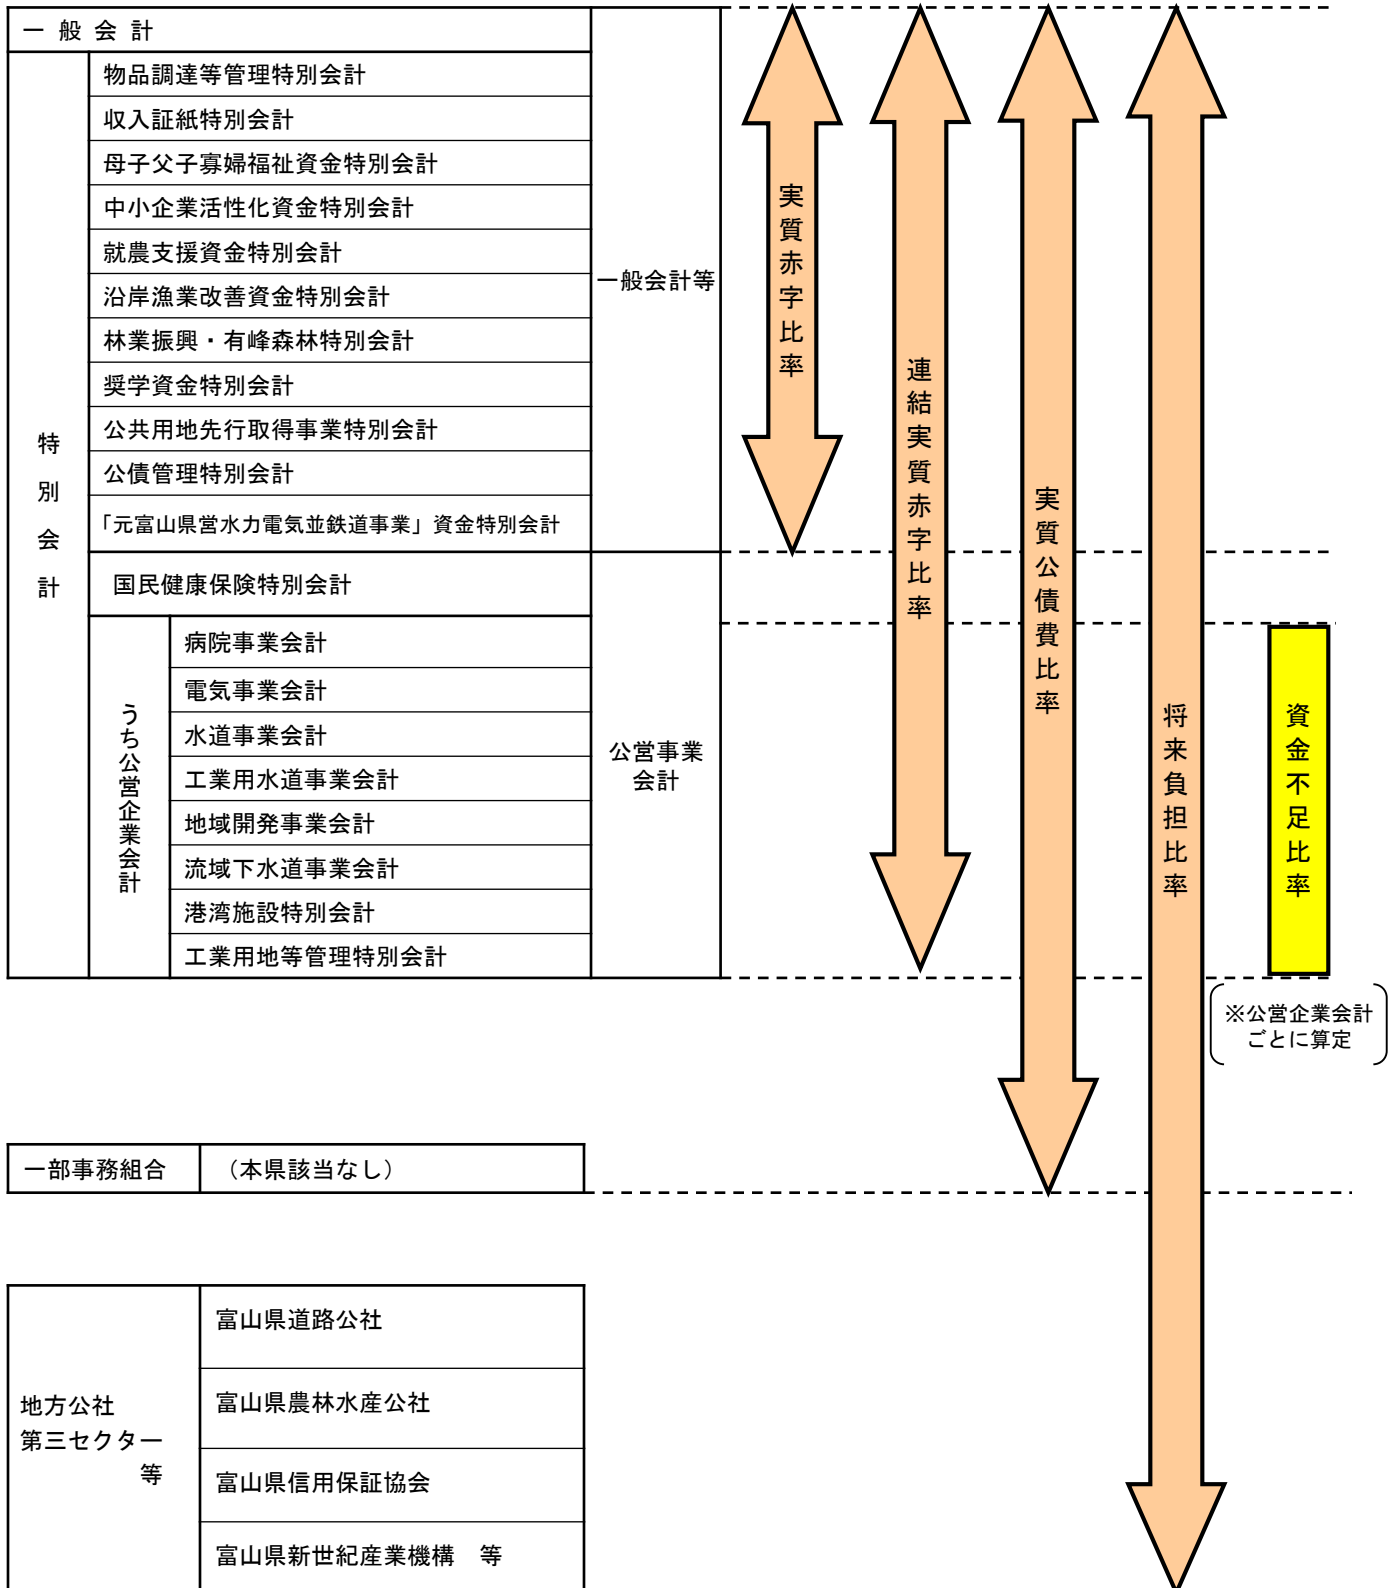 一般会計
特別会計
物品調達等管理特別会計
収入証紙特別会計
母子父子寡婦福祉資金特別会計
中小企業活性化資金特別会計
就農支援資金特別会計
沿岸漁業改善資金特別会計
林業振興・有峰森林特別会計
奨学資金特別会計
公共用地先行取得事業特別会計
公債管理特別会計
「元富山県営水力電気並鉄道事業」資金特別会計
国民健康保険特別会計
うち公営企業会計
病院事業会計
電気事業会計
水道事業会計
工業用水道事業会計
地域開発事業会計
流域下水道事業会計
港湾施設特別会計
工業用地等管理特別会計
一般会計等
公営事業
会計
実質赤字比率
連結実質赤字比率
実質公債費比率
将来負担比率
資金不足比率
※公営企業会計
ごとに算定
一部事務組合
（本県該当なし）
地方公社
第三セクター
等
富山県道路公社
富山県農林水産公社
富山県信用保証協会
富山県新世紀産業機構　等